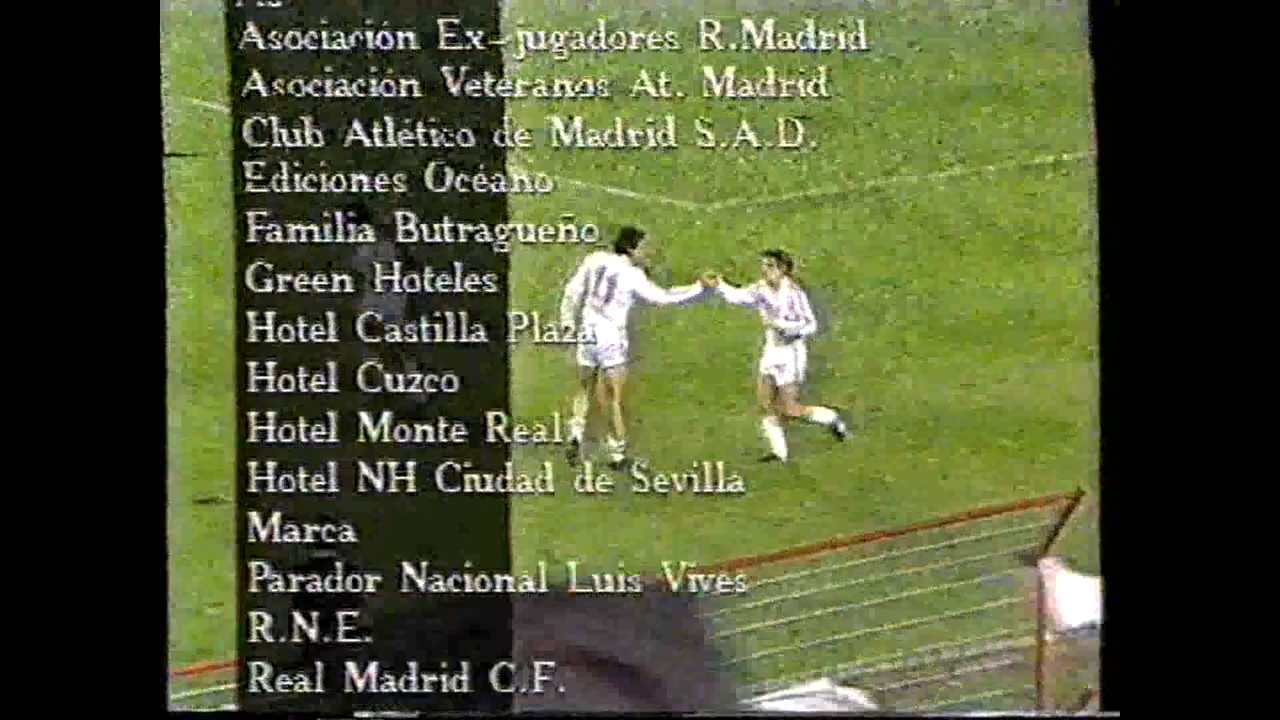 Asociación Ex-jugadores R.Madrid
Asociación Veteranos At. Madrid
Club Atlético de Madrid S.A.D.
Ediciones Océano
Familia Butragueño
Green Hoteles
Hotel Castilla Plaza
Hotel Cuzco
Hotel Monte Real
Hotel NH Ciudad de Sevilla
Marca
Parador Nacional Luis Vives
R.N.E.
Real Madrid C.F.